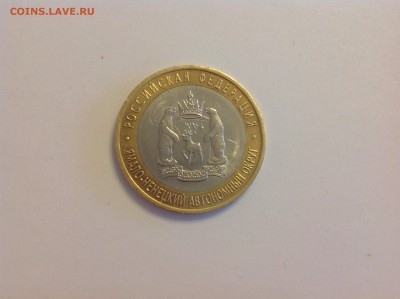 COINS.LAVE.RU
РОССИЙСКАЯ ФЕДЕРАЦИЯ
ЯМАЛО-НЕНЕЦКИЙ АВТОНОМНЫЙ ОКРУГ